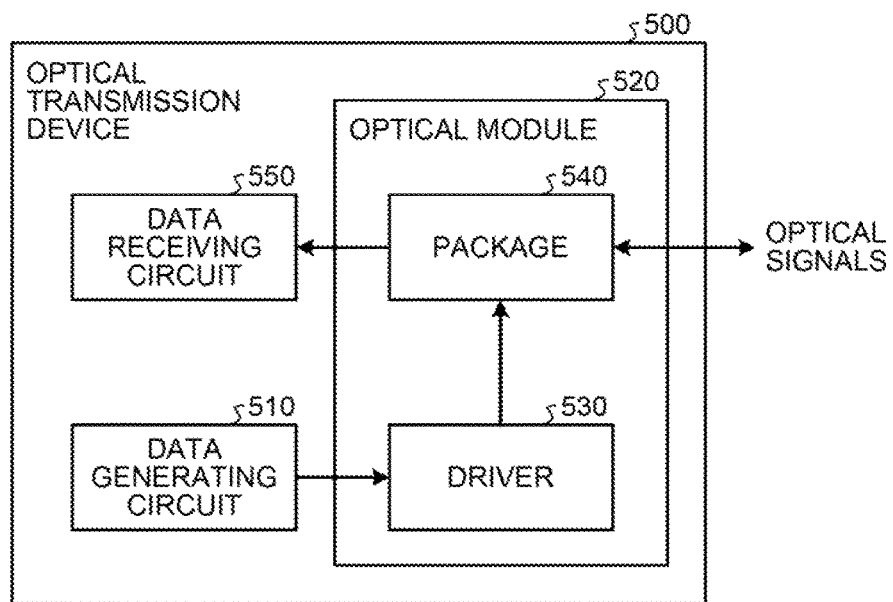 500
OPTICAL
TRANSMISSION
DEVICE
520
OPTICAL MODULE
550
DATA
RECEIVING
CIRCUIT
540
PACKAGE
OPTICAL
SIGNALS
510
DATA
GENERATING
CIRCUIT
530
DRIVER